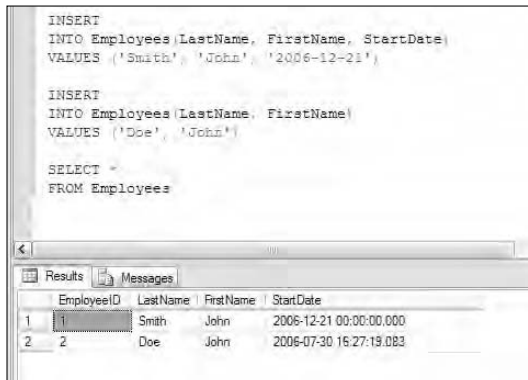 INSERT
INTO Employees(LastName, FirstName, StartDate)
VALUES ('Smith', 'John', '2006-12-21')
INSERT
INTO Employees(LastName, FirstName)
VALUES ('Doe', 'John')
SELECT *
FROM Employees
Results Messages
EmployeeID LastName FirstName StartDate
1 1 Smith John 2006-12-21 00:00:00.000
2 2 Doe John 2006-07-30 16:27:19.083